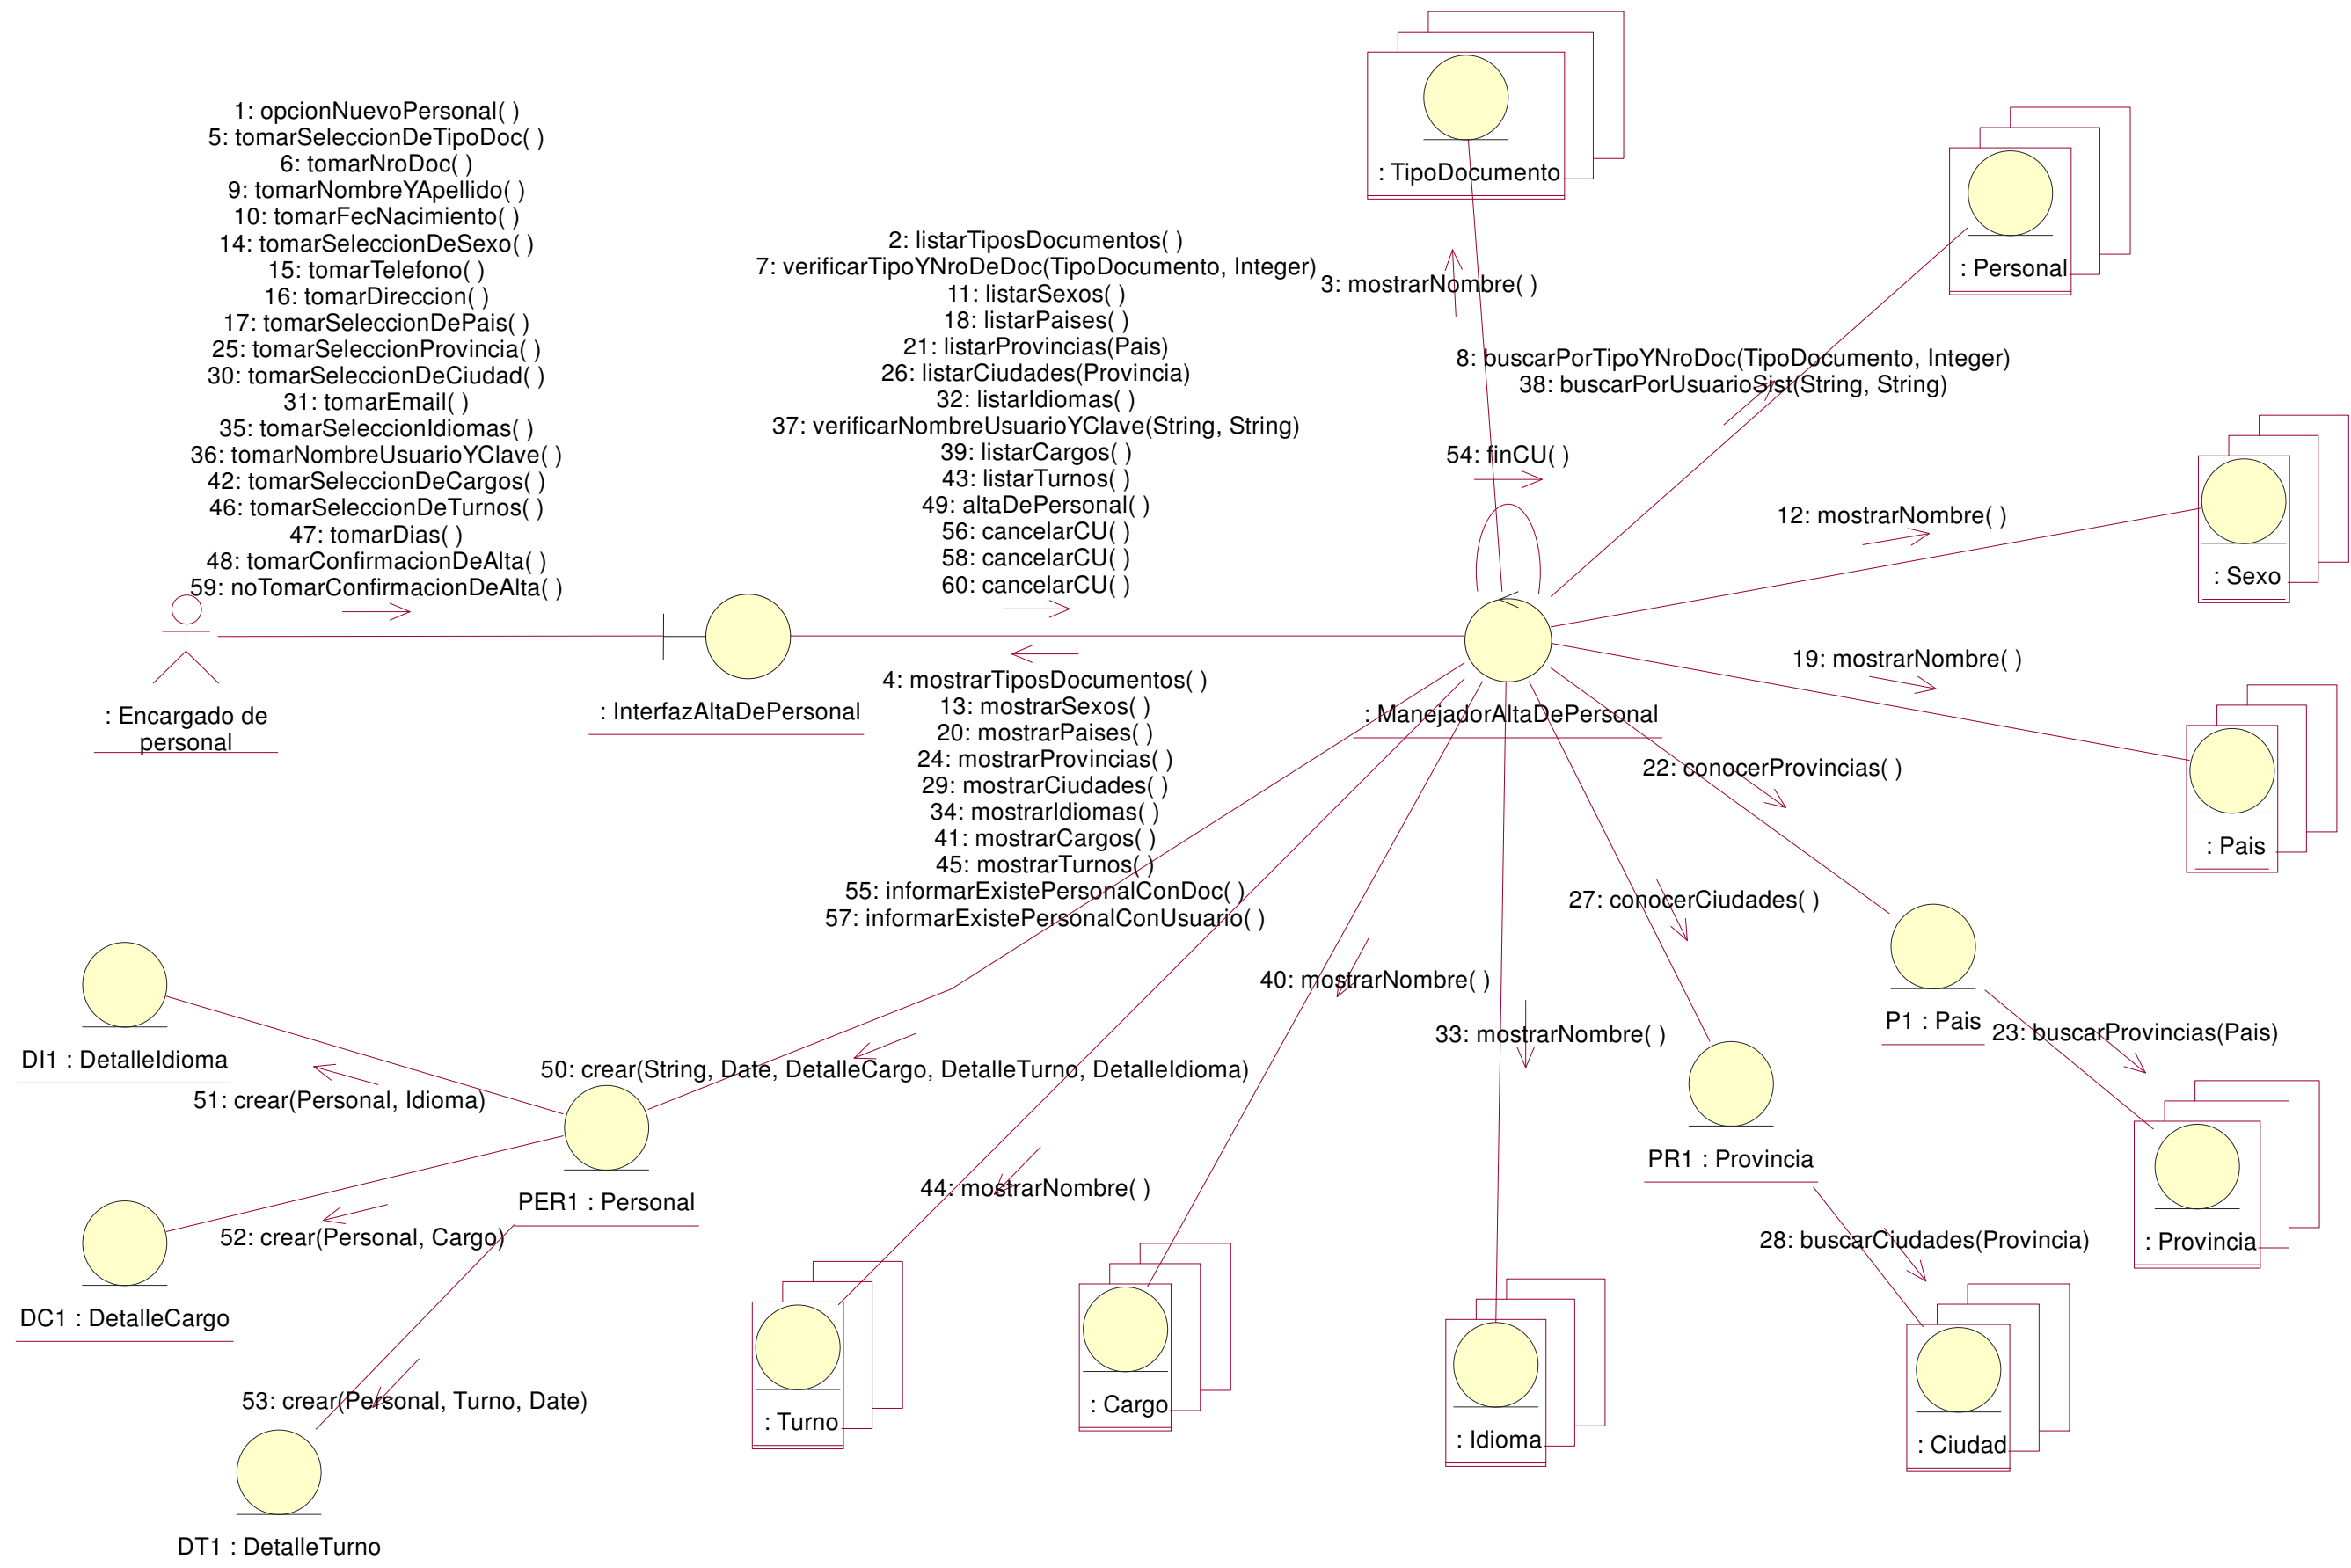 1: opcionNuevoPersonal( )
5: tomarSeleccionDeTipoDoc( )
6: tomarNroDoc( )
9: tomarNombreYApellido( )
10: tomarFecNacimiento( )
14: tomarSeleccionDeSexo( )
15: tomarTelefono( )
16: tomarDireccion( )
17: tomarSeleccionDePais( )
25: tomarSeleccionProvincia( )
30: tomarSeleccionDeCiudad( )
31: tomarEmail( )
35: tomarSeleccionIdiomas( )
36: tomarNombreUsuarioYClave( )
42: tomarSeleccionDeCargos( )
46: tomarSeleccionDeTurnos( )
47: tomarDias( )
48: tomarConfirmacionDeAlta( )
59: noTomarConfirmacionDeAlta( )
: Encargado de
personal
: InterfazAltaDePersonal
2: listarTiposDocumentos( )
7: verificarTipoYNroDeDoc(TipoDocumento, Integer)
11: listarSexos( )
18: listarPaises( )
21: listarProvincias(Pais)
26: listarCiudades(Provincia)
32: listarIdiomas( )
37: verificarNombreUsuarioYClave(String, String)
39: listarCargos( )
43: listarTurnos( )
49: altaDePersonal( )
56: cancelarCU( )
58: cancelarCU( )
60: cancelarCU( )
4: mostrarTiposDocumentos( )
13: mostrarSexos( )
20: mostrarPaises( )
24: mostrarProvincias( )
29: mostrarCiudades( )
34: mostrarIdiomas( )
41: mostrarCargos( )
45: mostrarTurnos( )
55: informarExistePersonalConDoc( )
57: informarExistePersonalConUsuario( )
: TipoDocumento
3: mostrarNombre( )
: Personal
8: buscarPorTipoYNroDoc(TipoDocumento, Integer)
38: buscarPorUsuarioSist(String, String)
54: finCU( )
: ManejadorAltaDePersonal
12: mostrarNombre( )
: Sexo
19: mostrarNombre( )
: Pais
22: conocerProvincias( )
P1 : Pais
23: buscarProvincias(Pais)
: Provincia
27: conocerCiudades( )
PR1 : Provincia
28: buscarCiudades(Provincia)
: Ciudad
33: mostrarNombre( )
: Idioma
40: mostrarNombre( )
: Cargo
44: mostrarNombre( )
: Turno
50: crear(String, Date, DetalleCargo, DetalleTurno, DetalleIdioma)
PER1 : Personal
DI1 : DetalleIdioma
51: crear(Personal, Idioma)
52: crear(Personal, Cargo)
DC1 : DetalleCargo
53: crear(Personal, Turno, Date)
DT1 : DetalleTurno